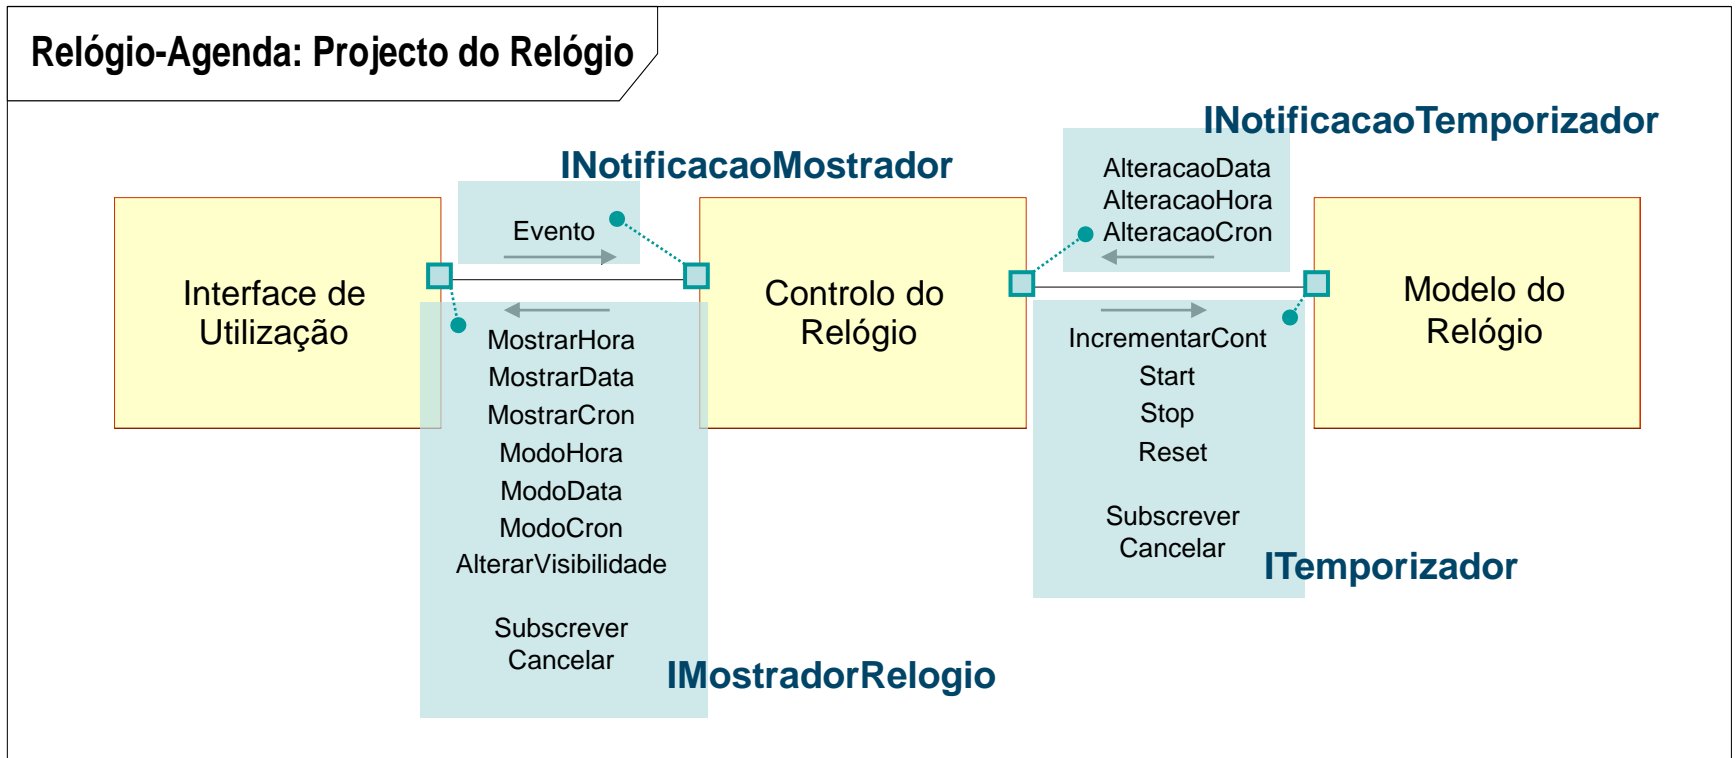 Relógio-Agenda: Projecto do Relógio
INotificacaoTemporizador
INotificacaoMostrador
AlteracaoData
AlteracaoHora
AlteracaoCron
Evento
Interface de
Utilização
Controlo do
Relógio
Modelo do
Relógio
MostrarHora
MostrarData
MostrarCron
ModoHora
ModoData
ModoCron
AlterarVisibilidade
Subscrever
Cancelar
IMostradorRelogio
IncrementarCont
Start
Stop
Reset
Subscrever
Cancelar
ITemporizador